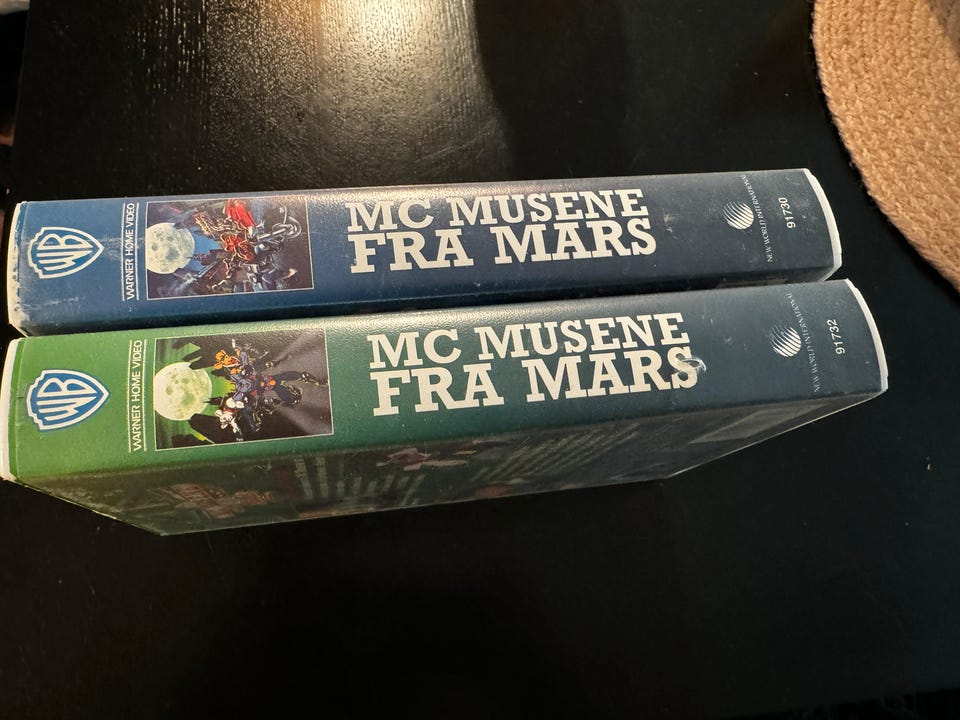 WB
WARNER HOME VIDEO
MC MUSENE
FRA MARS
NEW WORLD INTERNATIONAL
91730
WB
WARNER HOME VIDEO
MC MUSENE
FRA MARS
NEW WORLD INTERNATIONAL
91732